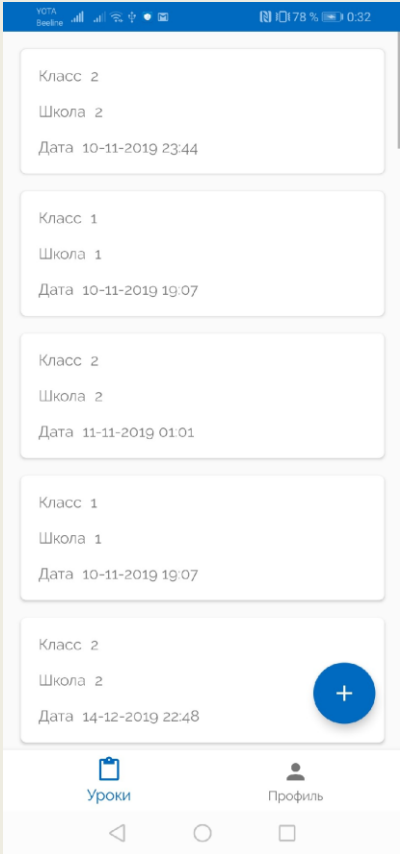 YOTA
Beeline
78 % 0:32
Класс 2
Школа 2
Дата 10-11-2019 23:44
Класс 1
Школа 1
Дата 10-11-2019 19:07
Класс 2
Школа 2
Дата 11-11-2019 01:01
Класс 1
Школа 1
Дата 10-11-2019 19:07
Класс 2
Школа 2
Дата 14-12-2019 22:48
+
Уроки
Профиль